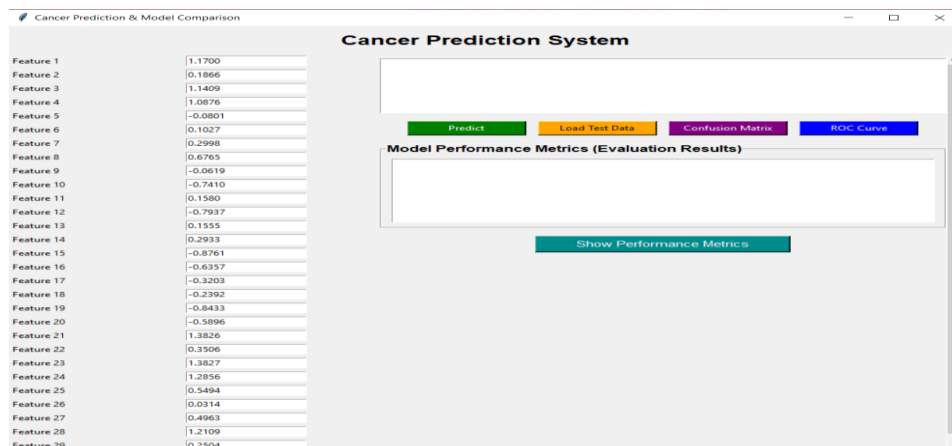 Cancer Prediction & Model Comparison
Cancer Prediction System
Feature 1 1.1700
Feature 2 0.1866
Feature 3 1.1409
Feature 4 1.0876
Feature 5 -0.0801
Feature 6 0.1027
Feature 7 0.2998
Feature 8 0.6765
Feature 9 -0.0619
Feature 10 -0.7410
Feature 11 0.1580
Feature 12 -0.7937
Feature 13 0.1555
Feature 14 0.2933
Feature 15 -0.8761
Feature 16 -0.6357
Feature 17 -0.3203
Feature 18 -0.2392
Feature 19 -0.8433
Feature 20 -0.5896
Feature 21 1.3826
Feature 22 0.3506
Feature 23 1.3827
Feature 24 1.2856
Feature 25 0.5494
Feature 26 0.0314
Feature 27 0.4963
Feature 28 1.2109
Feature 29 0.2504
Predict Load Test Data Confusion Matrix ROC Curve
Model Performance Metrics (Evaluation Results)
Show Performance Metrics